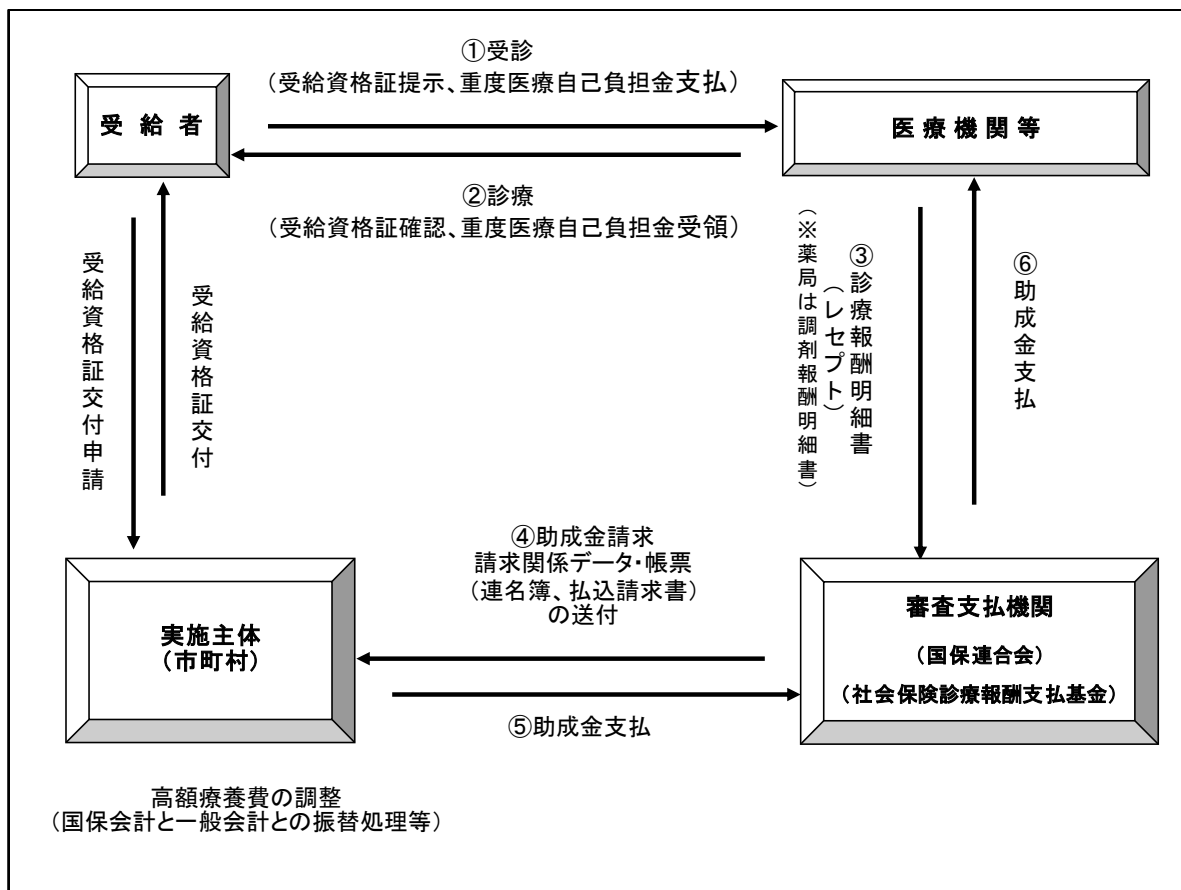 ①受診
（受給資格証提示、重度医療自己負担金支払）
受給者
医療機関等
②診療
（受給資格証確認、重度医療自己負担金受領）
受給資格証交付申請
受給資格証交付
③診療報酬明細書
（レセプト）
（※薬局は調剤報酬明細書）
⑥助成金支払
④助成金請求
請求関係データ・帳票
（連名簿、払込請求書）
の送付
実施主体
（市町村）
審査支払機関
（国保連合会）
（社会保険診療報酬支払基金）
⑤助成金支払
高額療養費の調整
（国保会計と一般会計との振替処理等）